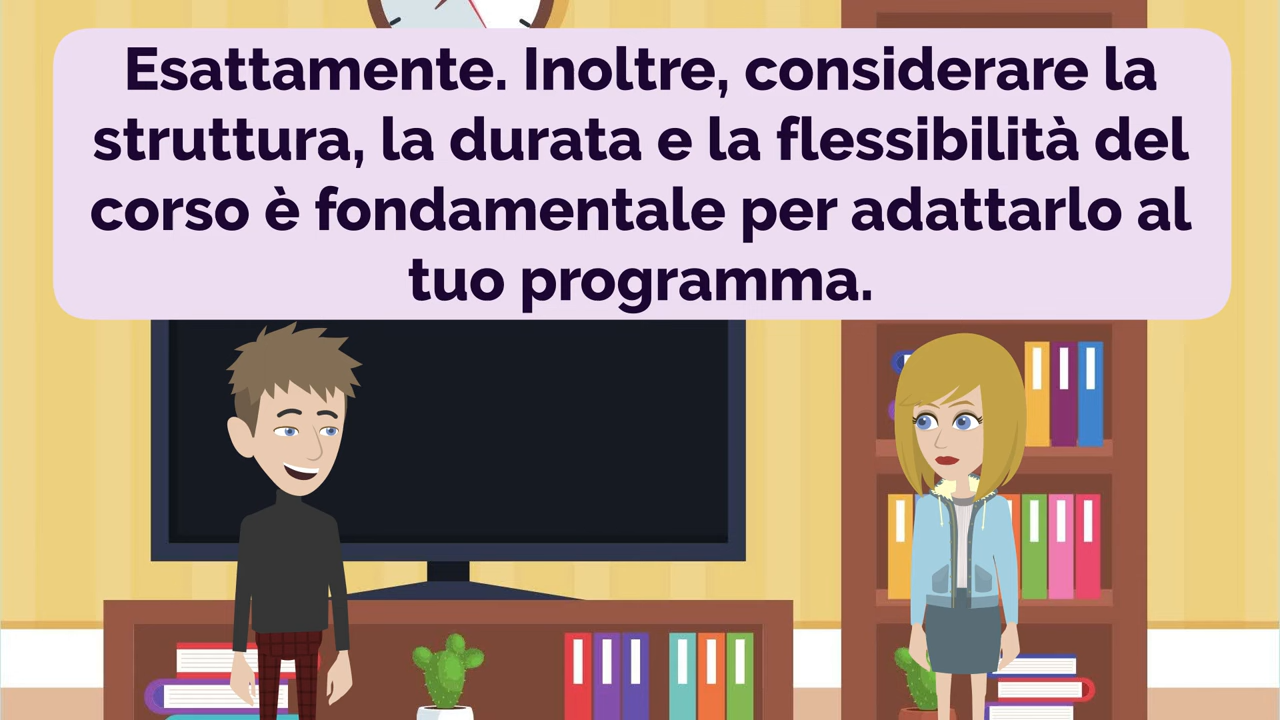 Esattamente. Inoltre, considerare la
struttura, la durata e la flessibilità del
corso è fondamentale per adattarlo al
tuo programma.